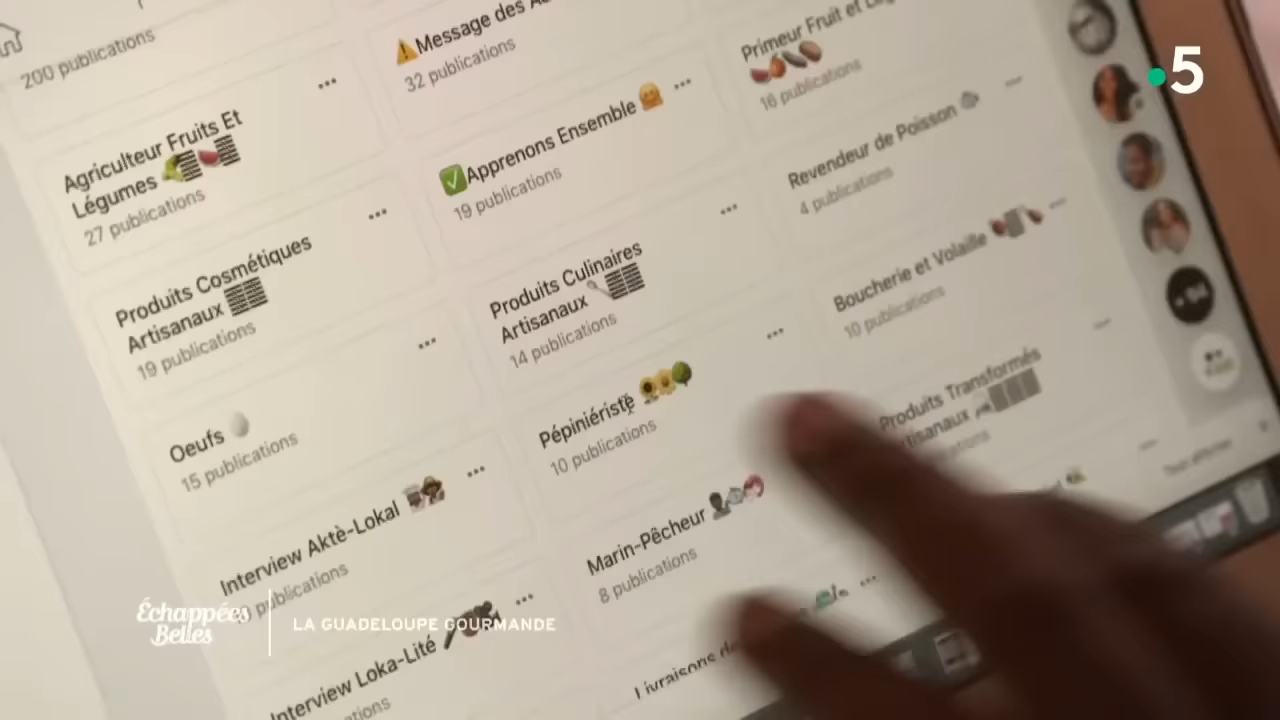 200 publications
Message des
32 publications
Primeur Fruit et
16 publications
5
Agriculteur Fruits Et
Légumes
27 publications
Apprenons Ensemble
19 publications
Revendeur de Poisson
4 publications
Produits Cosmétiques
Artisanaux
19 publications
Produits Culinaires
Artisanaux
14 publications
Boucherie et Volaille
10 publications
Oeufs
15 publications
Pépiniériste
10 publications
Produits Transformés
Interview Aktè-Lokal
publications
Marin-Pêcheur
8 publications
Interview Loka-Lité
Livraisons
Échappées
Belles
LA GUADELOUPE GOURMANDE